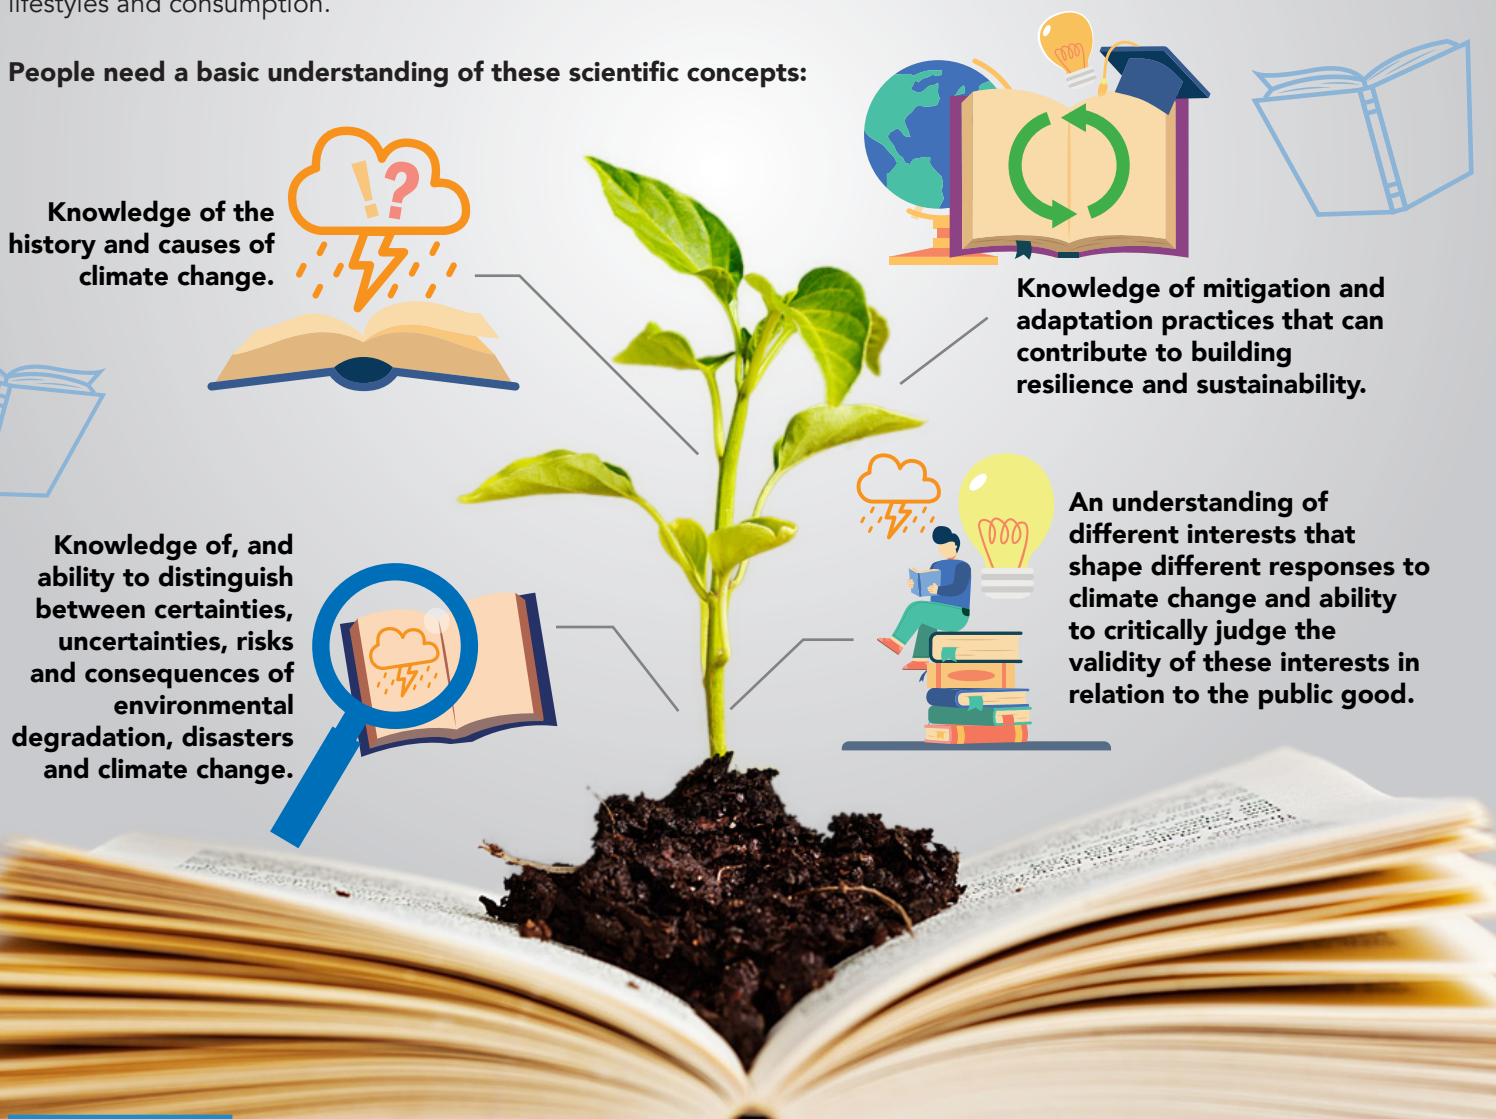 lifestyles and consumption.
People need a basic understanding of these scientific concepts:
Knowledge of the
history and causes of
climate change.
Knowledge of mitigation and
adaptation practices that can
contribute to building
resilience and sustainability.
Knowledge of, and
ability to distinguish
between certainties,
uncertainties, risks
and consequences of
environmental
degradation, disasters
and climate change.
An understanding of
different interests that
shape different responses to
climate change and ability
to critically judge the
validity of these interests in
relation to the public good.